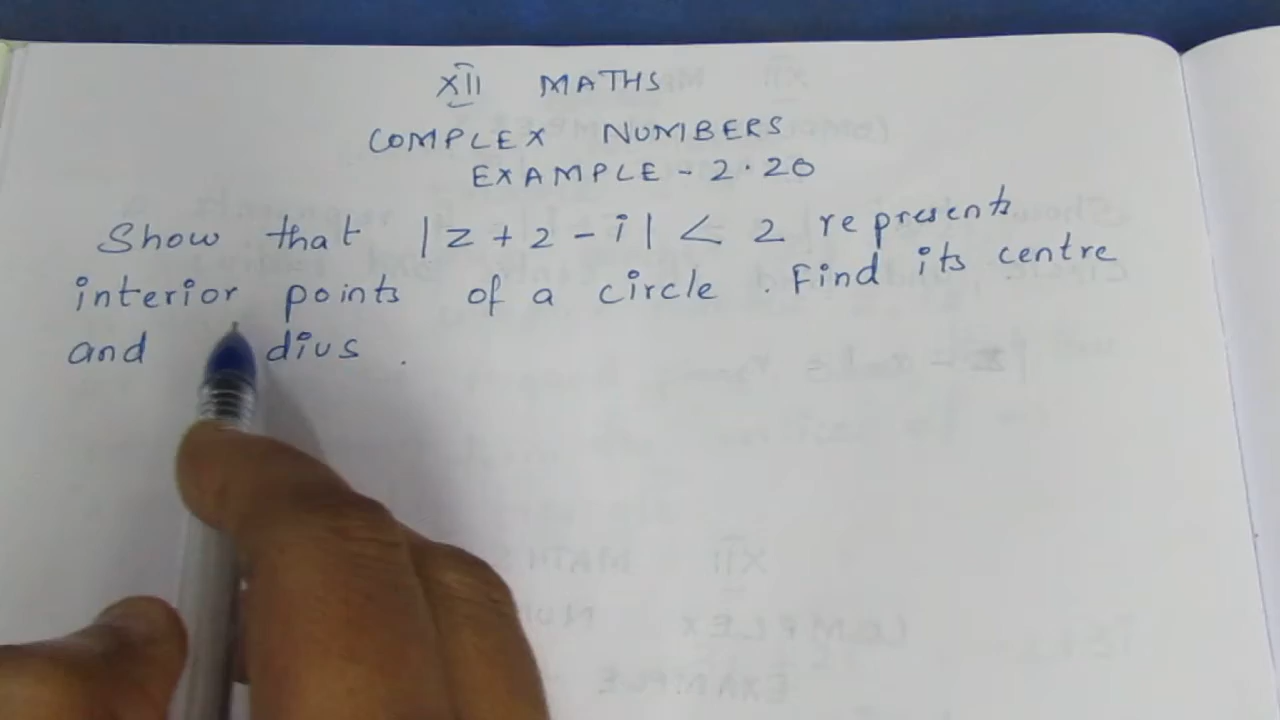 XII MATHS
COMPLEX NUMBERS
EXAMPLE - 2.20
Show that |z + 2 - i| < 2 represents
interior points of a circle . Find its centre
and dius .